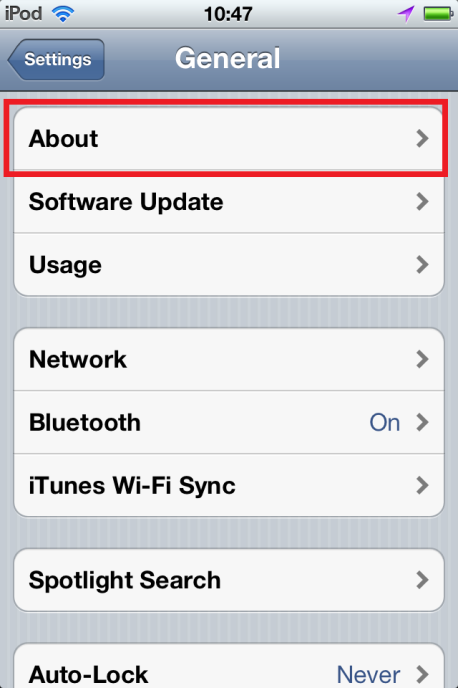 iPod 10:47
Settings General
About
Software Update
Usage
Network
Bluetooth On
iTunes Wi-Fi Sync
Spotlight Search
Auto-Lock Never